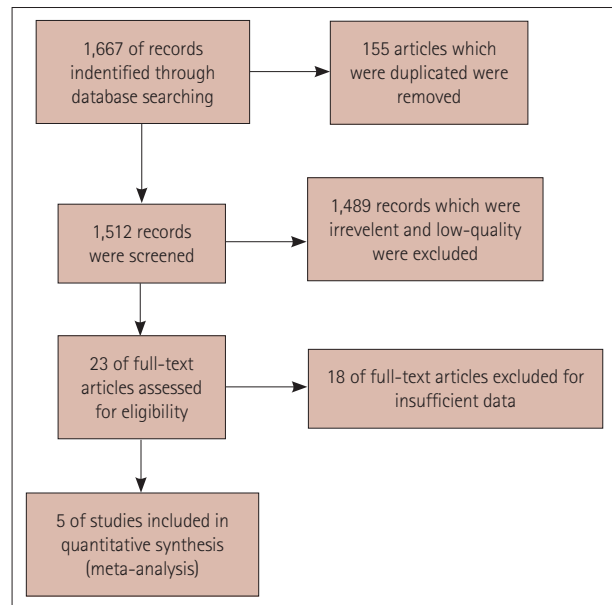 1,667 of records
indentified through
database searching
155 articles which
were duplicated were
removed
1,512 records
were screened
1,489 records which were
irrevelent and low-quality
were excluded
23 of full-text
articles assessed
for eligibility
18 of full-text articles excluded for
insufficient data
5 of studies included in
quantitative synthesis
(meta-analysis)